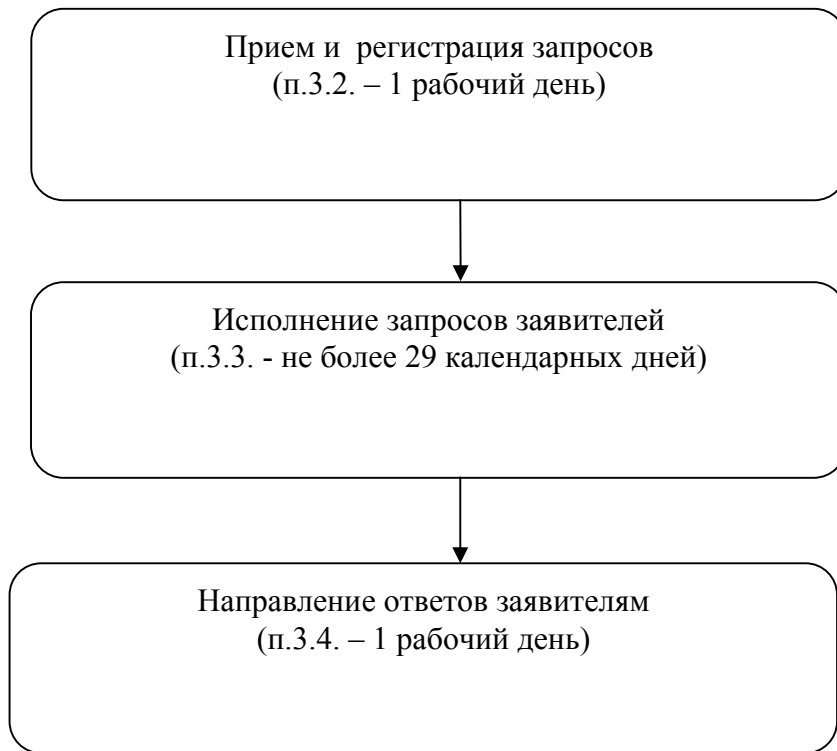 Прием и  регистрация запросов
(п.3.2. – 1 рабочий день)
Исполнение запросов заявителей
(п.3.3. - не более 29 календарных дней)
Направление ответов заявителям
(п.3.4. – 1 рабочий день)